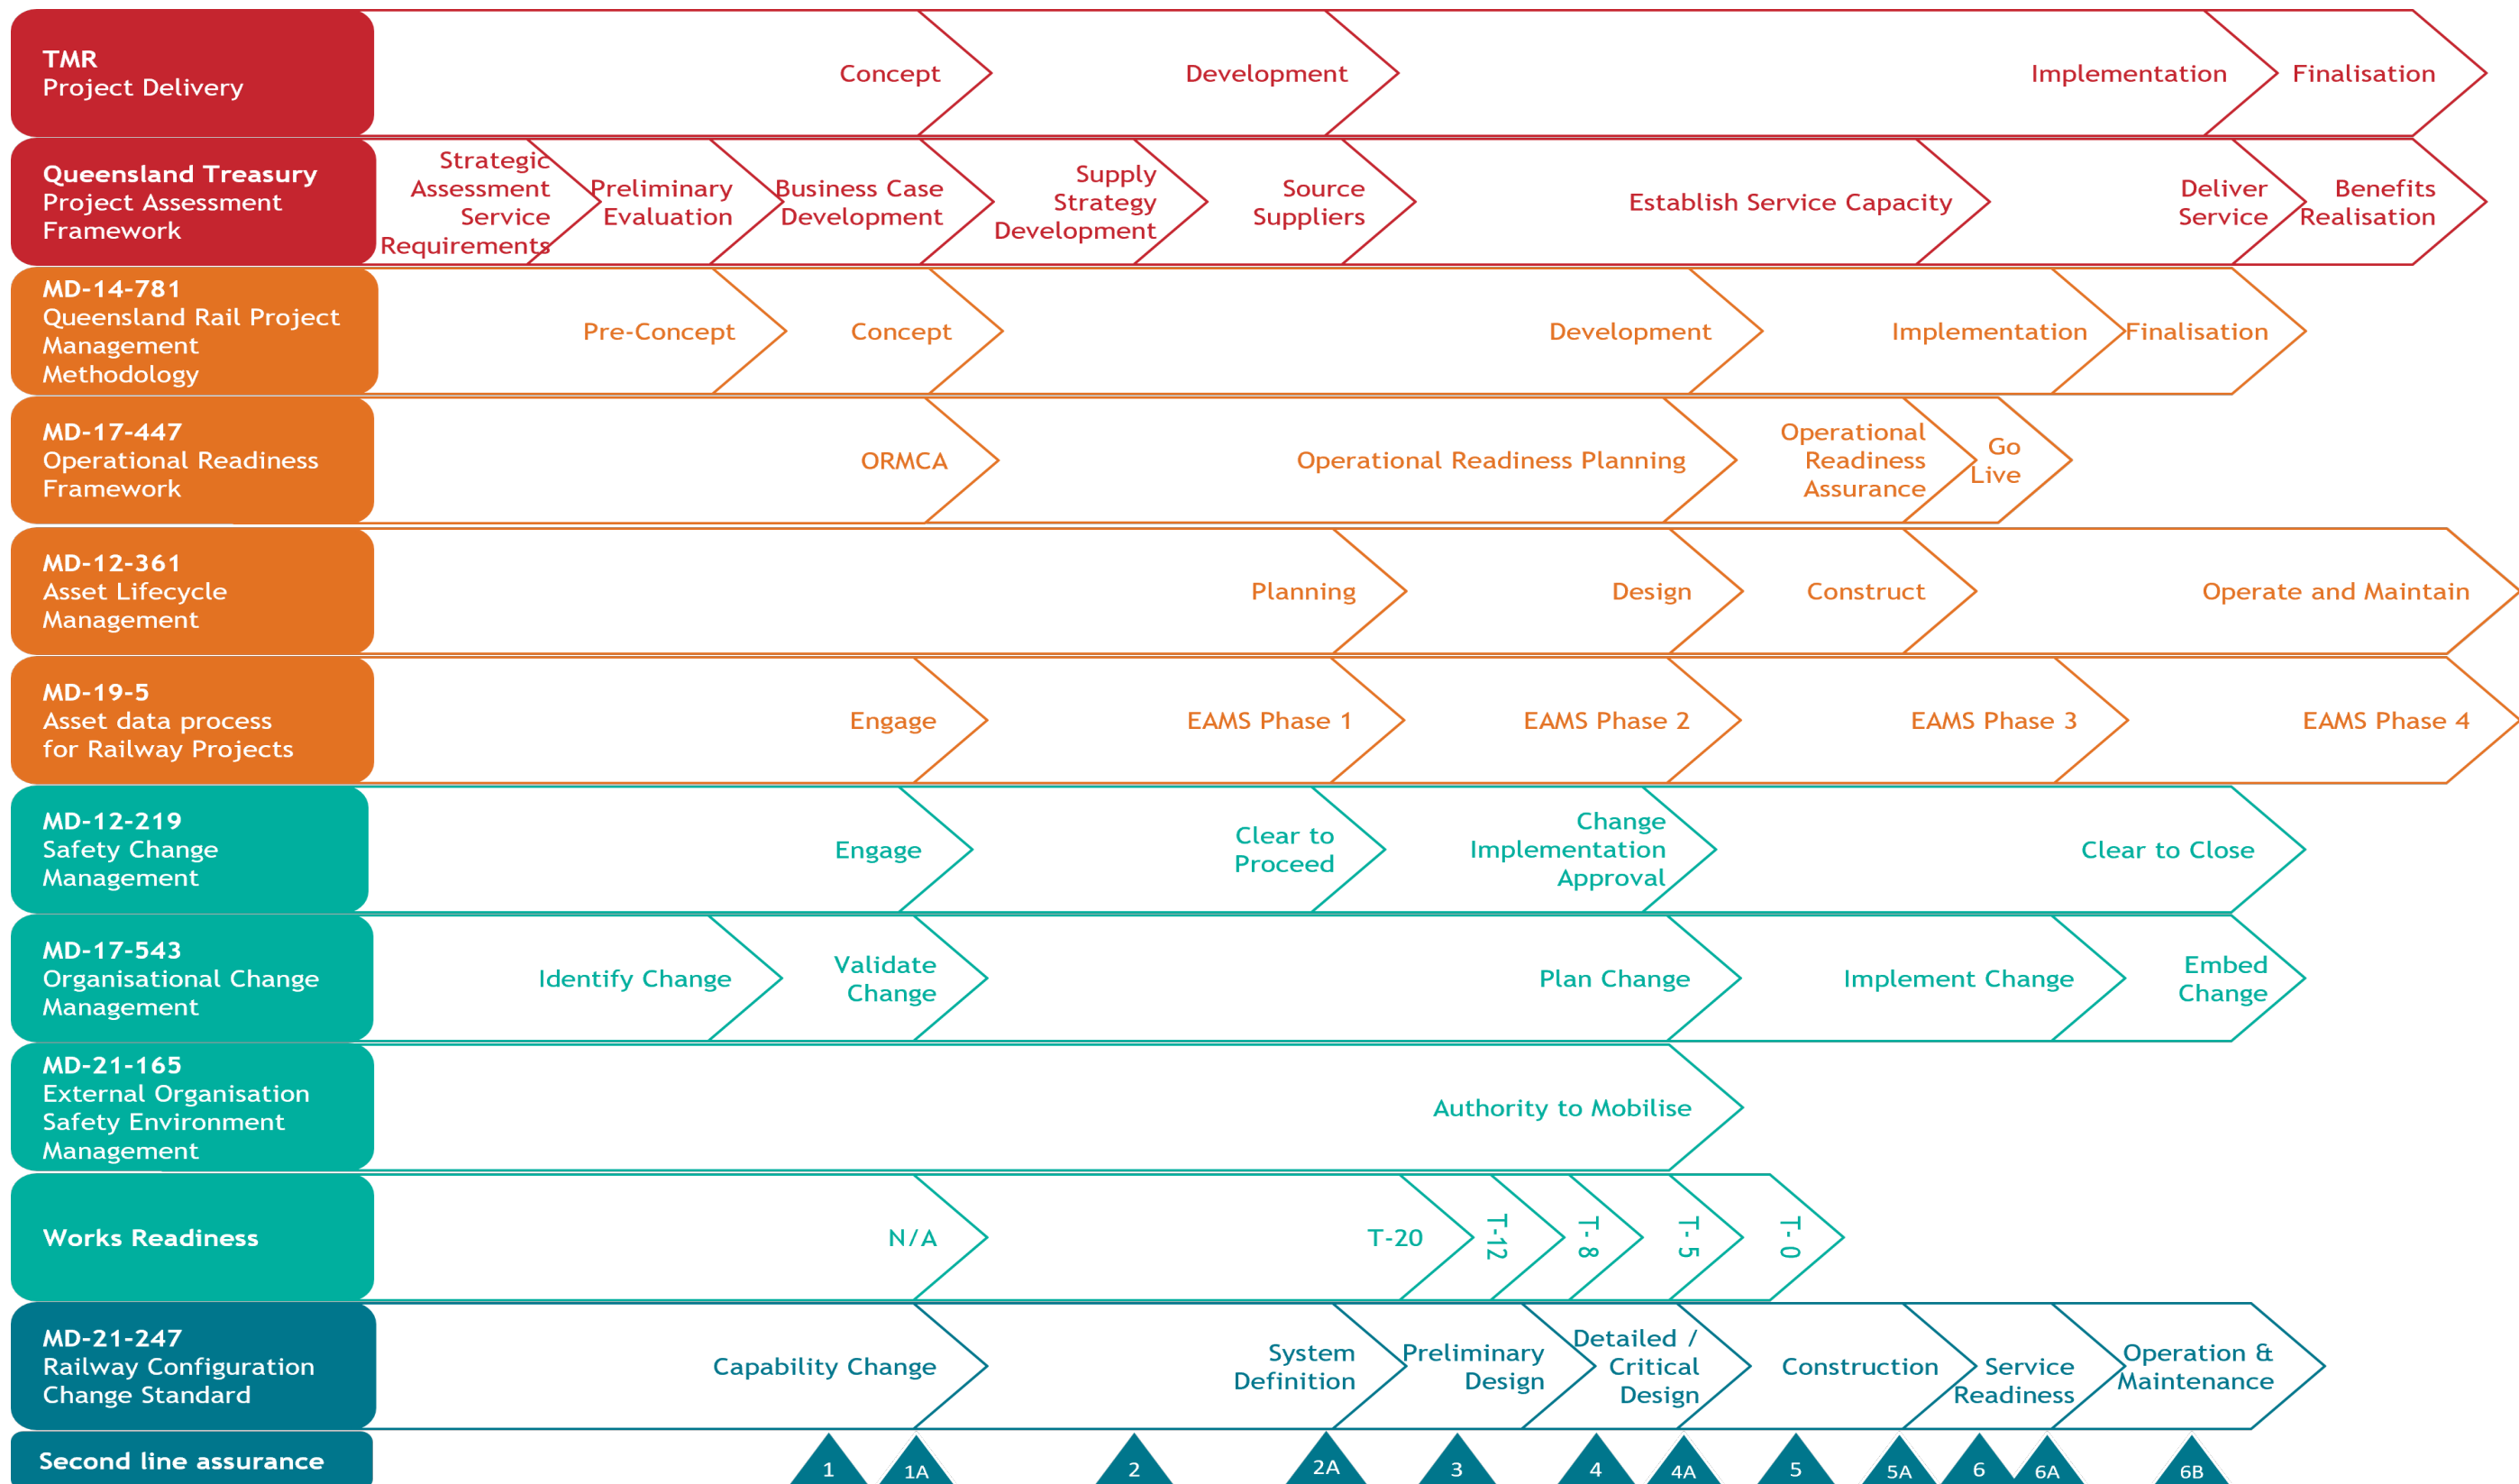 TMR
Project Delivery
Concept
Development
Implementation
Finalisation
Queensland Treasury
Project Assessment
Framework
Strategic
Assessment
Service
Requirements
Preliminary
Evaluation
Business Case
Development
Supply
Strategy
Development
Source
Suppliers
Establish Service Capacity
Deliver
Service
Benefits
Realisation
MD-14-781
Queensland Rail Project
Management
Methodology
Pre-Concept
Concept
Development
Implementation
Finalisation
MD-17-447
Operational Readiness
Framework
ORMCA
Operational Readiness Planning
Operational
Readiness
Assurance
Go
Live
MD-12-361
Asset Lifecycle
Management
Planning
Design
Construct
Operate and Maintain
MD-19-5
Asset data process
for Railway Projects
Engage
EAMS Phase 1
EAMS Phase 2
EAMS Phase 3
EAMS Phase 4
MD-12-219
Safety Change
Management
Engage
Clear to
Proceed
Change
Implementation
Approval
Clear to Close
MD-17-543
Organisational Change
Management
Identify Change
Validate
Change
Plan Change
Implement Change
Embed
Change
MD-21-165
External Organisation
Safety Environment
Management
Authority to Mobilise
Works Readiness
N/A
T-20
T-12
T- 8
T- 5
T- 0
MD-21-247
Railway Configuration
Change Standard
Capability Change
System
Definition
Preliminary
Design
Detailed /
Critical
Design
Construction
Service
Readiness
Operation &
Maintenance
Second line assurance
1
1A
2
2A
3
4
4A
5
5A
6
6A
6B